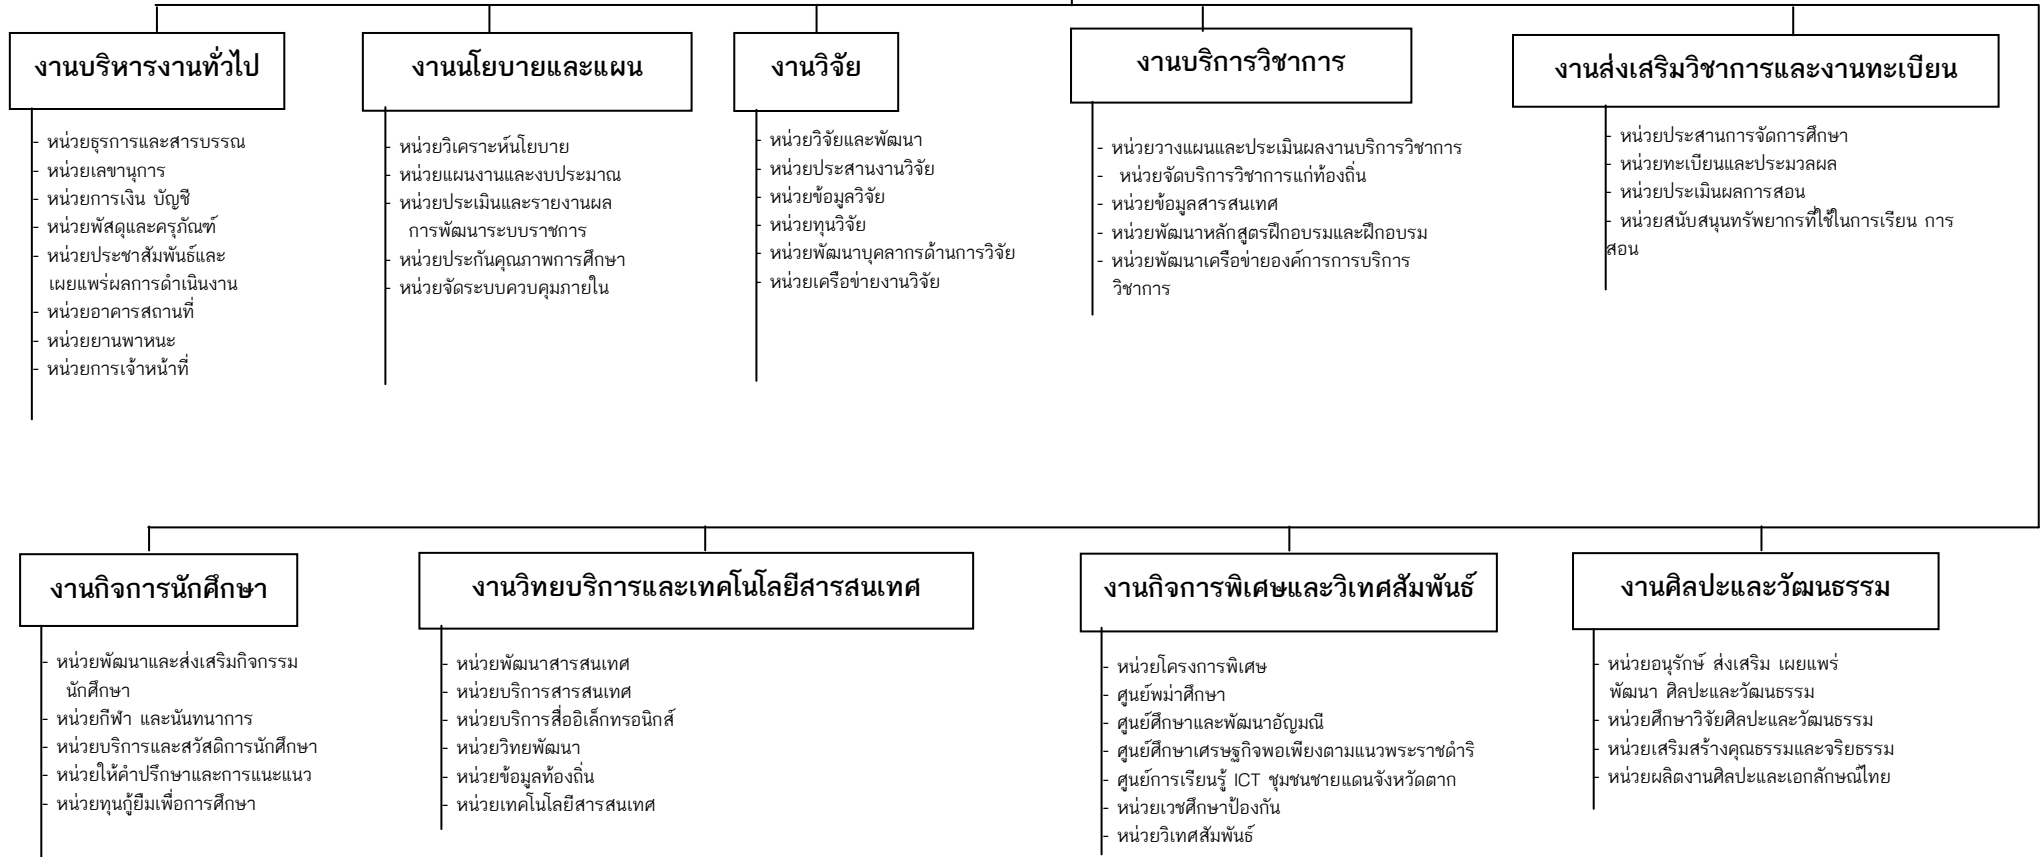 งานบริหารงานทั่วไป
- หน่วยธุรการและสารบรรณ
- หน่วยเลขานุการ
- หน่วยการเงิน บัญชี
- หน่วยพัสดุและครุภัณฑ์
- หน่วยประชาสัมพันธ์และ
เผยแพร่ผลการดำเนินงาน
- หน่วยอาคารสถานที่
- หน่วยยานพาหนะ
- หน่วยการเจ้าหน้าที่
งานนโยบายและแผน
- หน่วยวิเคราะห์นโยบาย
- หน่วยแผนงานและงบประมาณ
- หน่วยประเมินและรายงานผล
การพัฒนาระบบราชการ
- หน่วยประกันคุณภาพการศึกษา
- หน่วยจัดระบบควบคุมภายใน
งานวิจัย
- หน่วยวิจัยและพัฒนา
- หน่วยประสานงานวิจัย
- หน่วยข้อมูลวิจัย
- หน่วยทุนวิจัย
- หน่วยพัฒนาบุคลากรด้านการวิจัย
- หน่วยเครือข่ายงานวิจัย
งานบริการวิชาการ
- หน่วยวางแผนและประเมินผลงานบริการวิชาการ
- หน่วยจัดบริการวิชาการแก่ท้องถิ่น
- หน่วยข้อมูลสารสนเทศ
- หน่วยพัฒนาหลักสูตรฝึกอบรมและฝึกอบรม
- หน่วยพัฒนาเครือข่ายองค์การการบริการ
วิชาการ
งานส่งเสริมวิชาการและงานทะเบียน
- หน่วยประสานการจัดการศึกษา
- หน่วยทะเบียนและประมวลผล
- หน่วยประเมินผลการสอน
- หน่วยสนับสนุนทรัพยากรที่ใช้ในการเรียน การ
สอน
งานกิจการนักศึกษา
- หน่วยพัฒนาและส่งเสริมกิจกรรม
นักศึกษา
- หน่วยกีฬา และนันทนาการ
- หน่วยบริการและสวัสดิการนักศึกษา
- หน่วยให้คำปรึกษาและการแนะแนว
- หน่วยทุนกู้ยืมเพื่อการศึกษา
งานวิทยบริการและเทคโนโลยีสารสนเทศ
- หน่วยพัฒนาสารสนเทศ
- หน่วยบริการสารสนเทศ
- หน่วยบริการสื่ออิเล็กทรอนิกส์
- หน่วยวิทยพัฒนา
- หน่วยข้อมูลท้องถิ่น
- หน่วยเทคโนโลยีสารสนเทศ
งานกิจการพิเศษและวิเทศสัมพันธ์
- หน่วยโครงการพิเศษ
- ศูนย์พม่าศึกษา
- ศูนย์ศึกษาและพัฒนาอัญมณี
- ศูนย์ศึกษาเศรษฐกิจพอเพียงตามแนวพระราชดำริ
- ศูนย์การเรียนรู้ ICT ชุมชนชายแดนจังหวัดตาก
- หน่วยเวชศึกษาป้องกัน
- หน่วยวิเทศสัมพันธ์
งานศิลปะและวัฒนธรรม
- หน่วยอนุรักษ์ ส่งเสริม เผยแพร่
พัฒนา ศิลปะและวัฒนธรรม
- หน่วยศึกษาวิจัยศิลปะและวัฒนธรรม
- หน่วยเสริมสร้างคุณธรรมและจริยธรรม
- หน่วยผลิตงานศิลปะและเอกลักษณ์ไทย